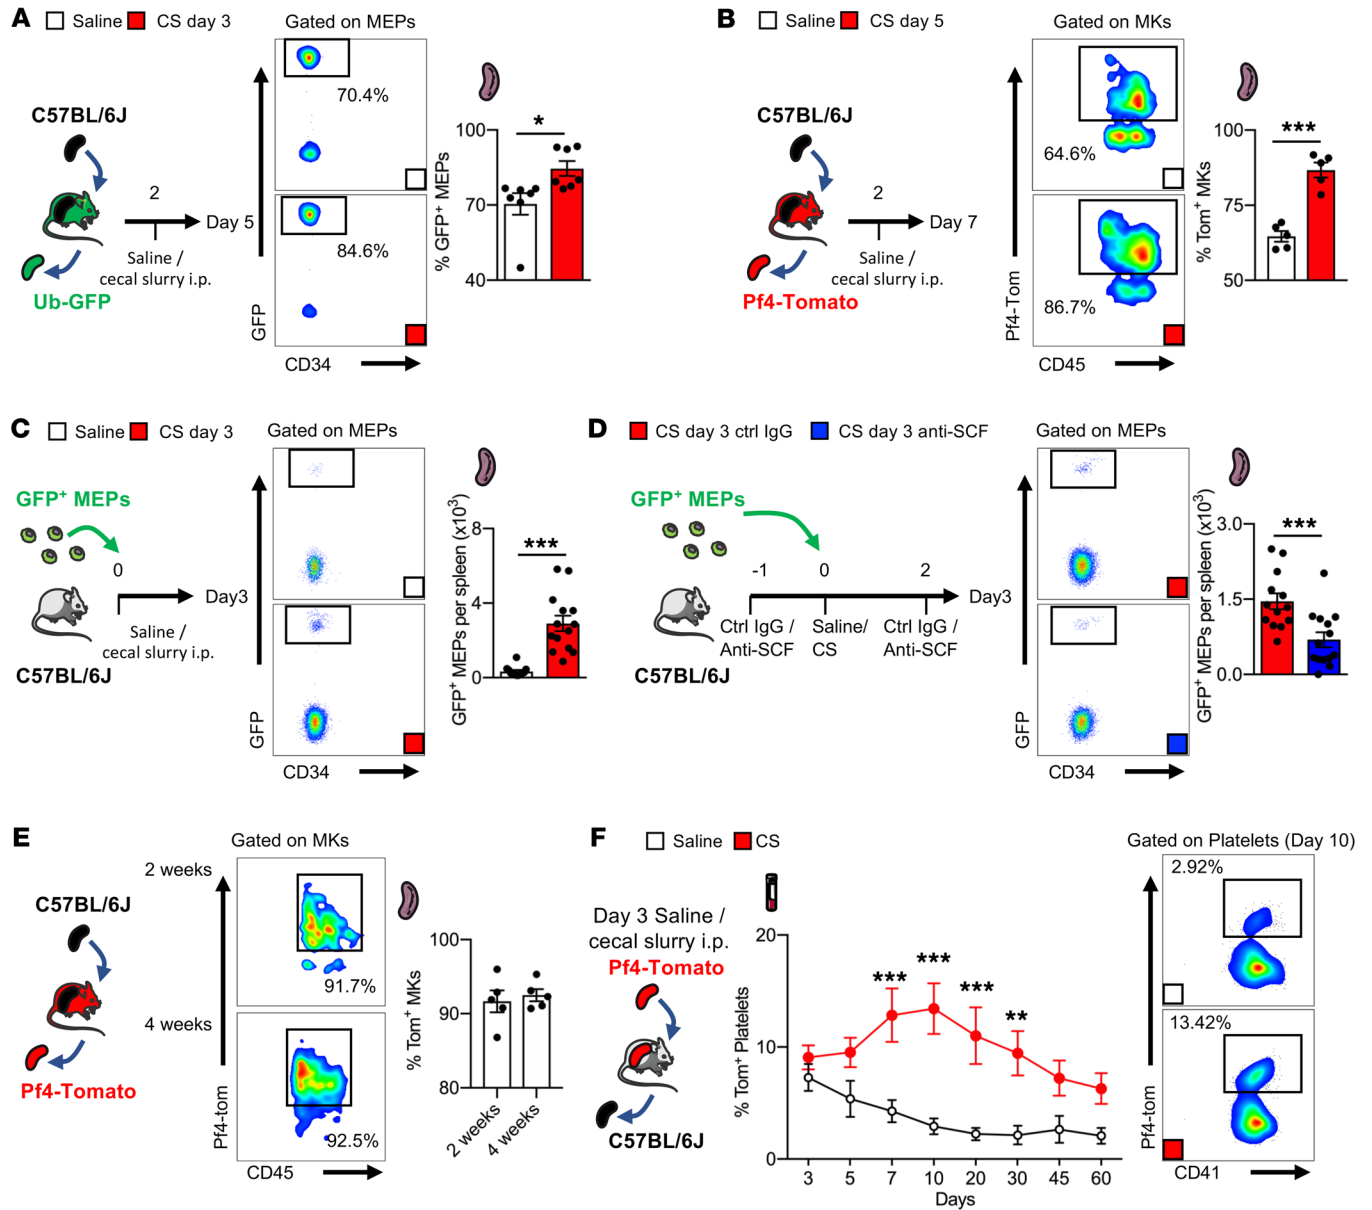 A
Saline
CS day 3
Gated on MEPs
C57BL/6J
2
Day 5
Saline /
cecal slurry i.p.
Ub-GFP
70.4%
84.6%
GFP
CD34
% GFP+ MEPs
100
70
40
*
B
Saline
CS day 5
Gated on MKs
C57BL/6J
2
Day 7
Saline /
cecal slurry i.p.
Pf4-Tomato
64.6%
86.7%
Pf4-Tom
CD45
% Tom+ MKs
100
75
50
***
C
Saline
CS day 3
Gated on MEPs
GFP+ MEPs
0
Day3
Saline /
cecal slurry i.p.
C57BL/6J
GFP
CD34
GFP+ MEPs per spleen (x10³)
8
4
0
***
D
CS day 3 ctrl IgG
CS day 3 anti-SCF
Gated on MEPs
GFP+ MEPs
-1
0
2
Day3
Ctrl IgG /
Anti-SCF
Saline/
CS
Ctrl IgG /
Anti-SCF
C57BL/6J
GFP
CD34
GFP+ MEPs per spleen (x10³)
3.0
1.5
0.0
***
E
Gated on MKs
2 weeks
C57BL/6J
4 weeks
Pf4-Tomato
91.7%
92.5%
Pf4-tom
CD45
% Tom+ MKs
100
90
80
2 weeks
4 weeks
F
Saline
CS
Day 3 Saline /
cecal slurry i.p.
Pf4-Tomato
C57BL/6J
% Tom+ Platelets
20
10
0
***
***
***
**
3
5
7
10
20
30
45
60
Days
Gated on Platelets (Day 10)
2.92%
13.42%
Pf4-tom
CD41